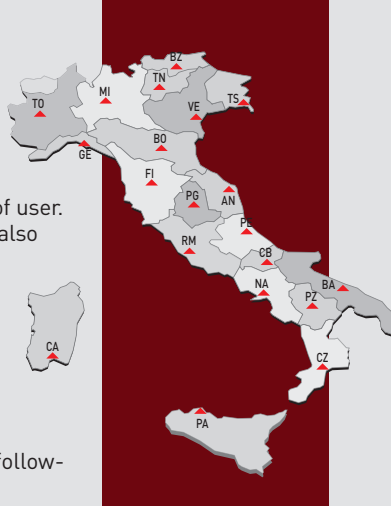 BZ
TN
MI
TS
TO
VE
BO
GE
FI
PG
AN
of user.
also
PE
RM
CB
NA
BA
PZ
CA
CZ
PA
follow-